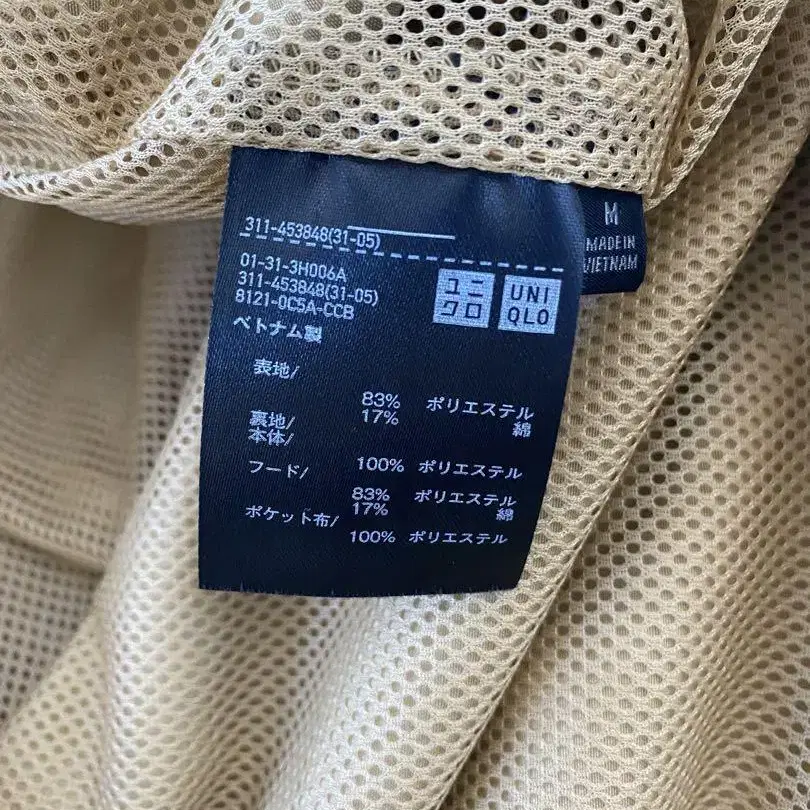 311-453848(31-05)
01-31-3H006A
311-453848(31-05)
8121-0C5A-CCB
ベトナム製
ユニ
クロ
UNI
QLO
M
MADE IN
VIETNAM
表地/
83% ポリエステル
裏地/ 17% 綿
本体/
100% ポリエステル
フード/
83% ポリエステル
17% 綿
ポケット布/
100% ポリエステル